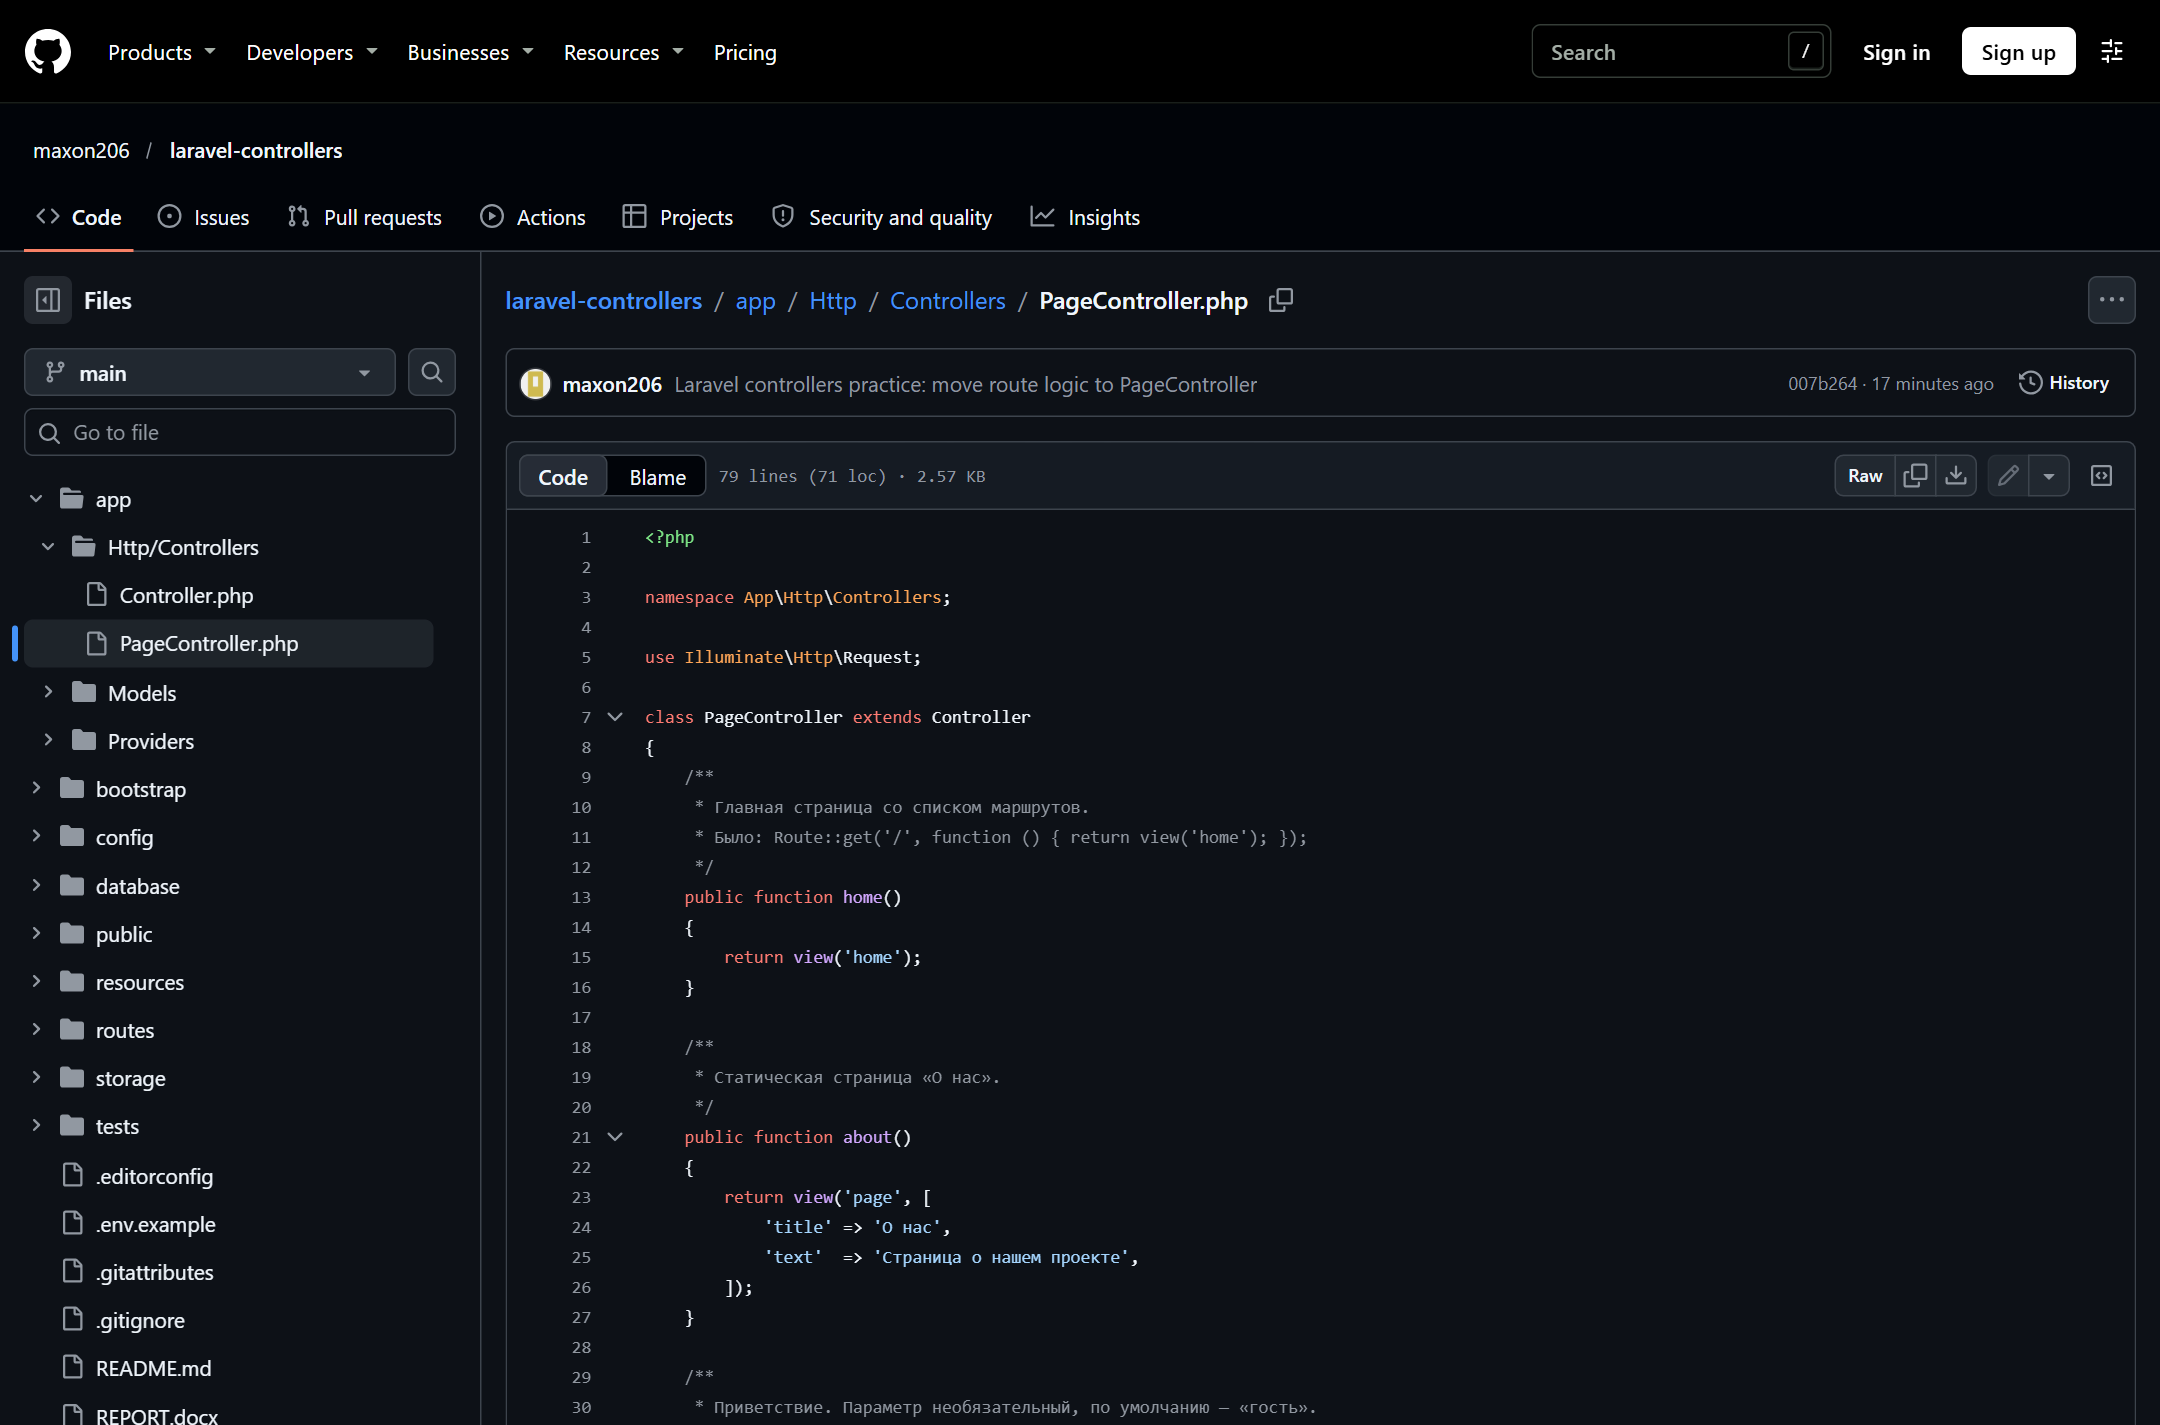 Products Developers Businesses Resources Pricing Search / Sign in Sign up
maxon206 / laravel-controllers
Code Issues Pull requests Actions Projects Security and quality Insights
Files
main
Go to file
app
Http/Controllers
Controller.php
PageController.php
Models
Providers
bootstrap
config
database
public
resources
routes
storage
tests
.editorconfig
.env.example
.gitattributes
.gitignore
README.md
REPORT.docx
laravel-controllers / app / Http / Controllers / PageController.php
maxon206 Laravel controllers practice: move route logic to PageController 007b264 · 17 minutes ago History
Code Blame 79 lines (71 loc) · 2.57 KB Raw
1 <?php
2
3 namespace App\Http\Controllers;
4
5 use Illuminate\Http\Request;
6
7 class PageController extends Controller
8 {
9 /**
10 * Главная страница со списком маршрутов.
11 * Было: Route::get('/', function () { return view('home'); });
12 */
13 public function home()
14 {
15 return view('home');
16 }
17
18 /**
19 * Статическая страница «О нас».
20 */
21 public function about()
22 {
23 return view('page', [
24 'title' => 'О нас',
25 'text'  => 'Страница о нашем проекте',
26 ]);
27 }
28
29 /**
30 * Приветствие. Параметр необязательный, по умолчанию — «гость».